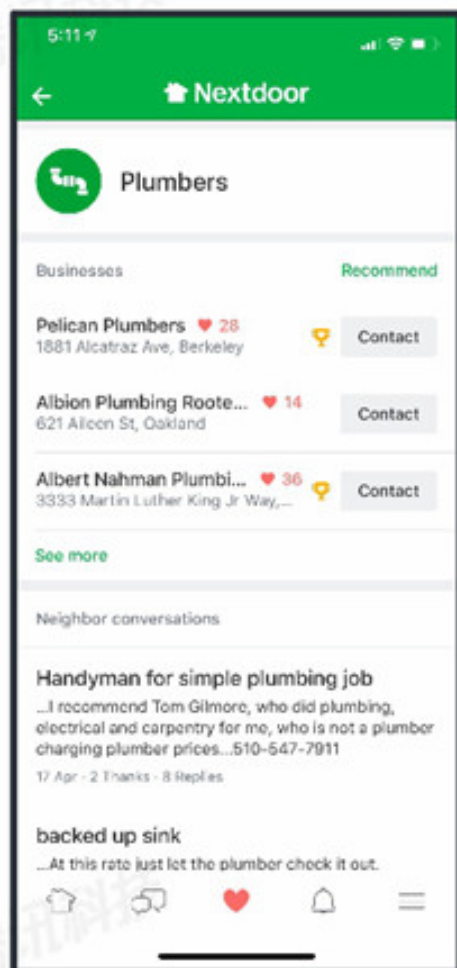 5:11
Nextdoor
Plumbers
Businesses
Recommend
Pelican Plumbers 28
1881 Alcatraz Ave, Berkeley
Contact
Albion Plumbing Roote... 14
621 Aileen St, Oakland
Contact
Albert Nahman Plumbi... 36
3333 Martin Luther King Jr Way,...
Contact
See more
Neighbor conversations
Handyman for simple plumbing job
...I recommend Tom Gilmore, who did plumbing,
electrical and carpentry for me, who is not a plumber
charging plumber prices...510-547-7911
17 Apr - 2 Thanks - 8 Replies
backed up sink
...At this rate just let the plumber check it out.